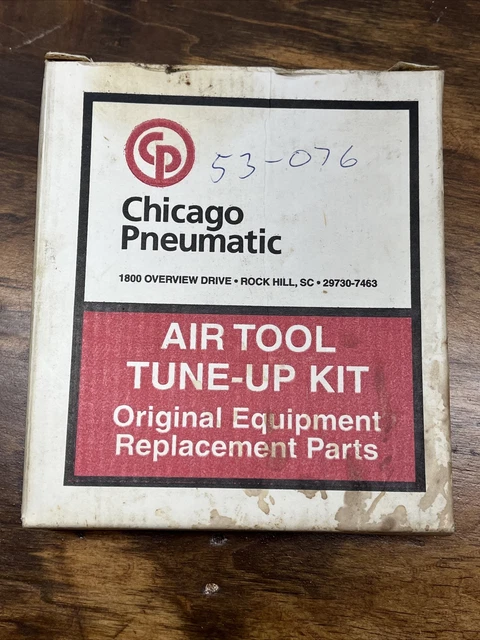 CP
53-076
Chicago
Pneumatic
1800 OVERVIEW DRIVE • ROCK HILL, SC • 29730-7463
AIR TOOL
TUNE-UP KIT
Original Equipment
Replacement Parts